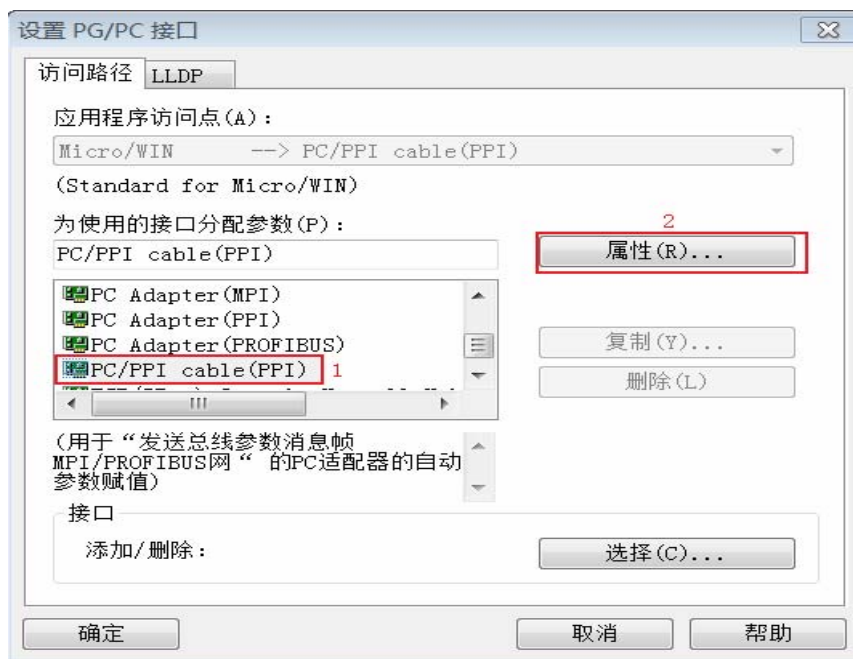 设置 PG/PC 接口
访问路径
LLDP
应用程序访问点(A):
Micro/WIN --> PC/PPI cable(PPI)
(Standard for Micro/WIN)
为使用的接口分配参数(P):
2
PC/PPI cable(PPI)
属性(R)...
PC Adapter(MPI)
PC Adapter(PPI)
PC Adapter(PROFIBUS)
复制(Y)...
PC/PPI cable(PPI) 1
删除(L)
(用于“发送总线参数消息帧
MPI/PROFIBUS网“ 的PC适配器的自动
参数赋值)
接口
添加/删除:
选择(C)...
确定
取消
帮助